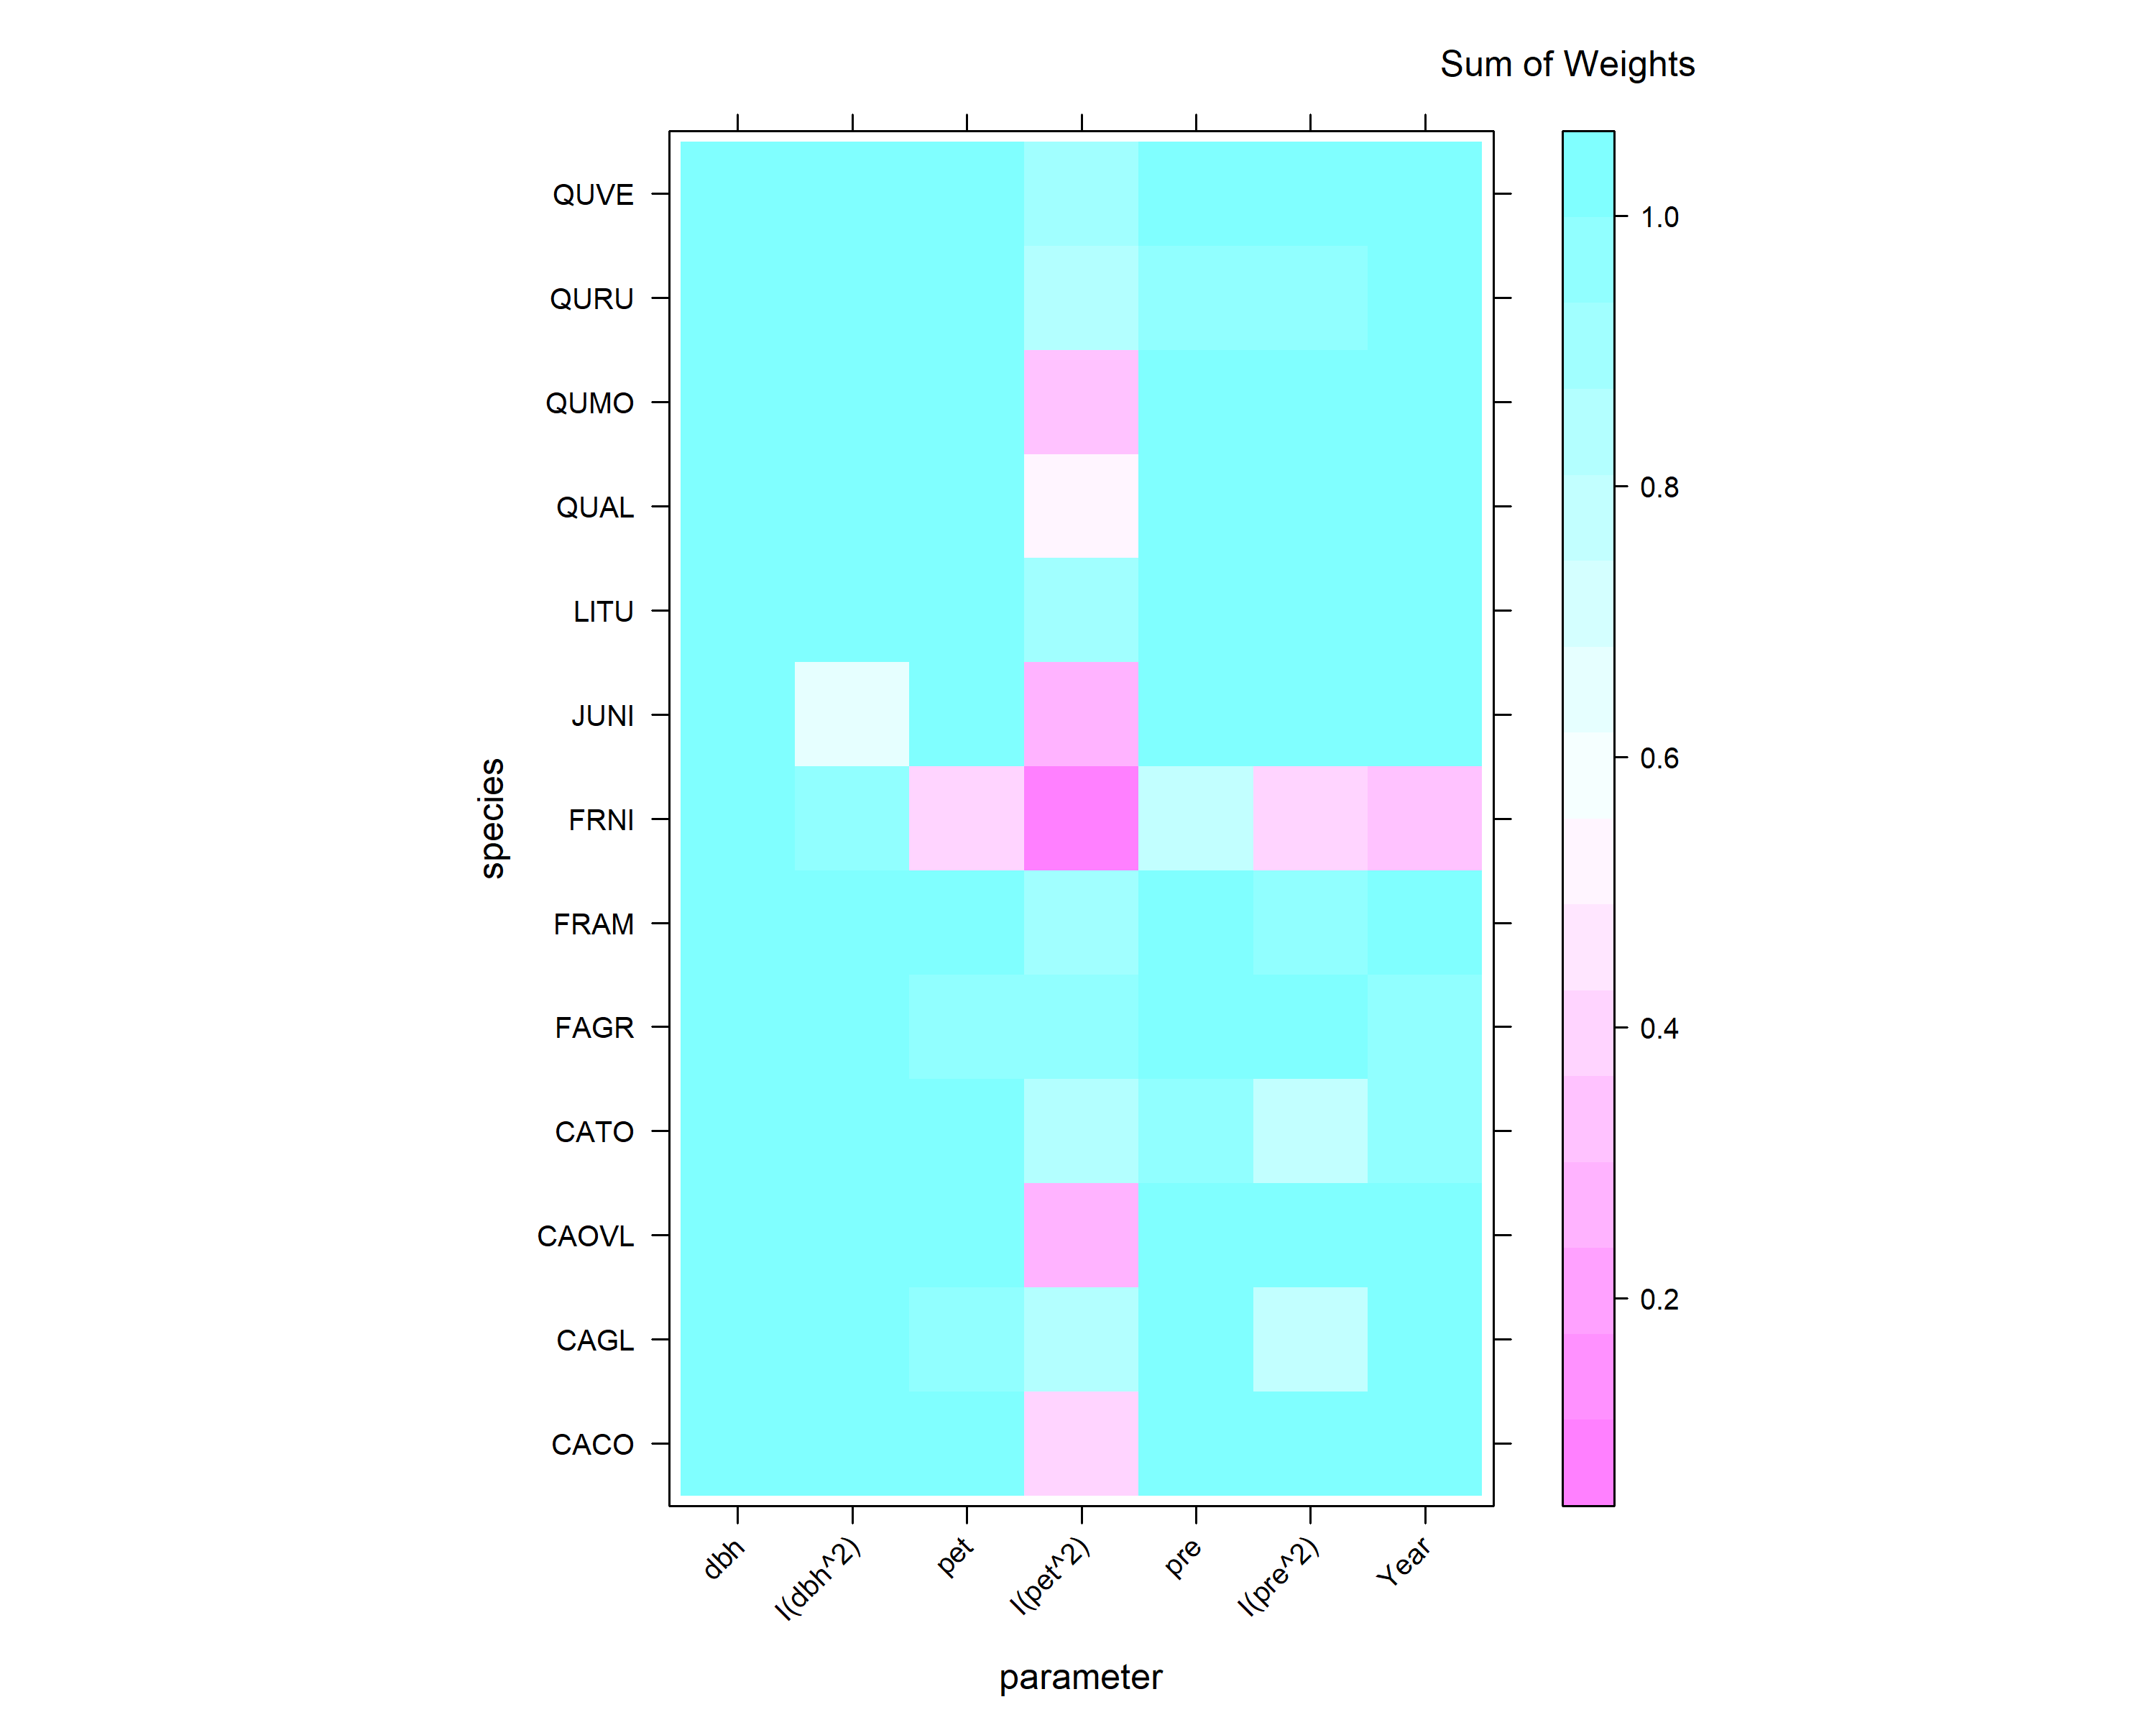 Sum of Weights
QUVE
QURU
QUMO
QUAL
LITU
JUNI
FRNI
FRAM
FAGR
CATO
CAOVL
CAGL
CACO
species
1.0
0.8
0.6
0.4
0.2
dbh
I(dbh^2)
pet
I(pet^2)
pre
I(pre^2)
Year
parameter